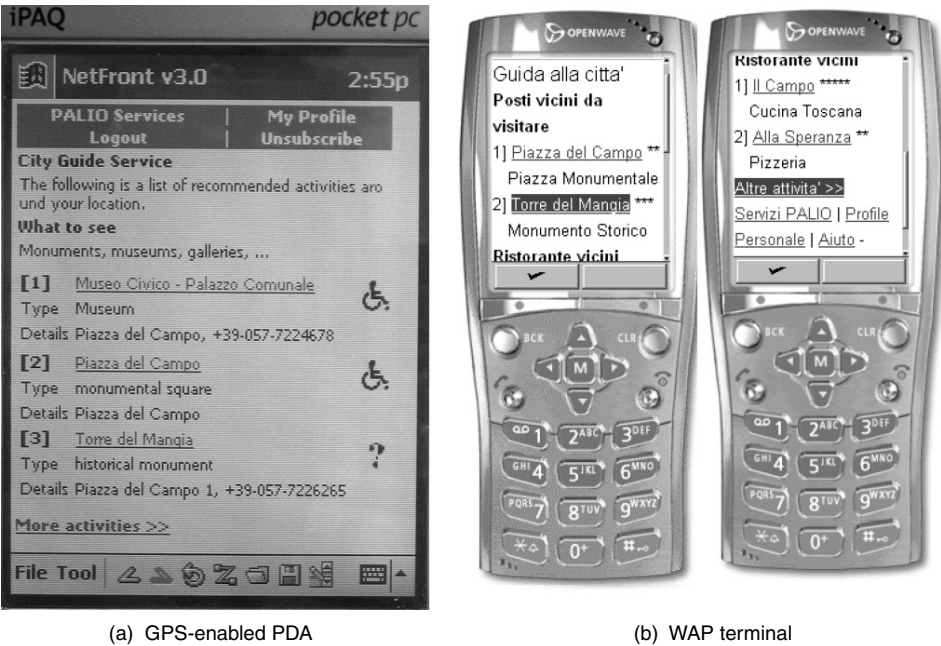 iPAQ pocket pc
NetFront v3.0 2:55p
PALIO Services | My Profile
Logout | Unsubscribe
City Guide Service
The following is a list of recommended activities aro
und your location.
What to see
Monuments, museums, galleries, ...
[1] Museo Civico - Palazzo Comunale
Type Museum
Details Piazza del Campo, +39-057-7224678
[2] Piazza del Campo
Type monumental square
Details Piazza del Campo
[3] Torre del Mangia
Type historical monument
Details Piazza del Campo 1, +39-057-7226265
More activities >>
File Tool
(a) GPS-enabled PDA
OPENWAVE
Guida alla citta'
Posti vicini da
visitare
1] Piazza del Campo **
Piazza Monumentale
2] Torre del Mangia ***
Monumento Storico
Ristorante vicini
BCK CLR
M
1 2ABC 3DEF
GHI4 5JKL 6MNO
PQRS7 8TUV 9WXYZ
* 0+ #
OPENWAVE
Ristorante vicini
1] Il Campo *****
Cucina Toscana
2] Alla Speranza **
Pizzeria
Altre attivita' >>
Servizi PALIO | Profile
Personale | Aiuto -
BCK CLR
M
1 2ABC 3DEF
GHI4 5JKL 6MNO
PQRS7 8TUV 9WXYZ
* 0+ #
(b) WAP terminal